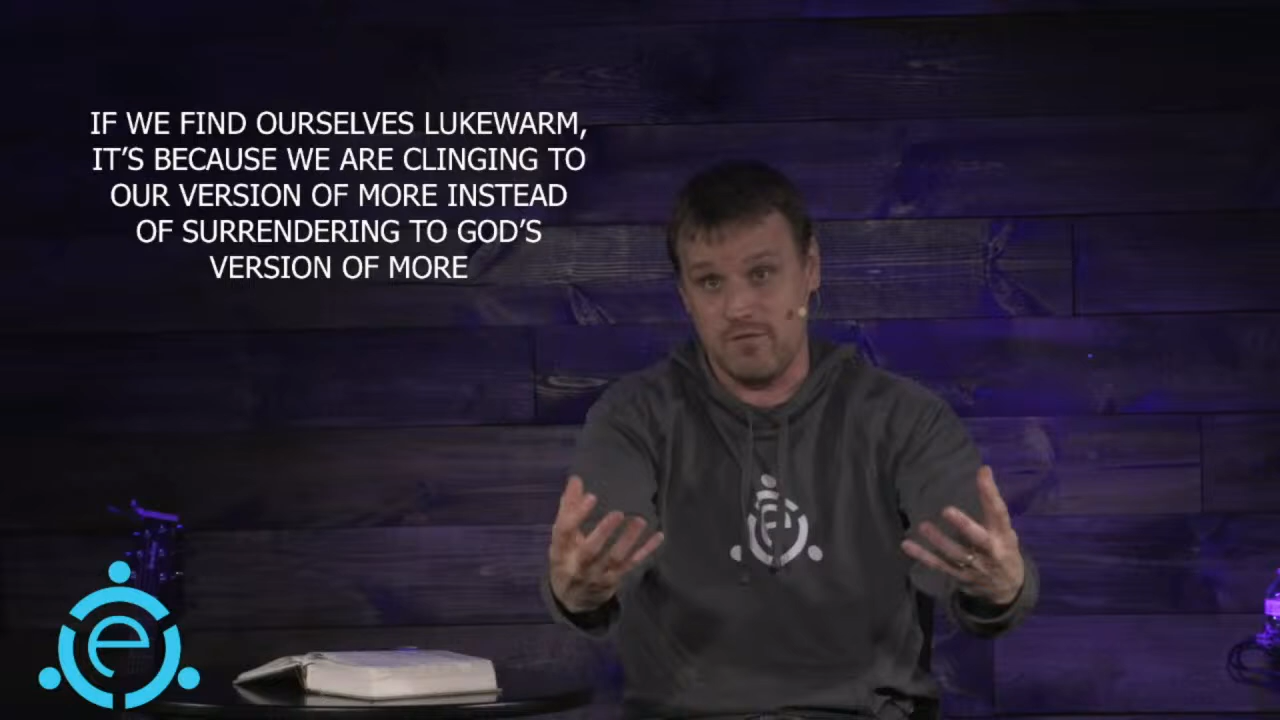 IF WE FIND OURSELVES LUKEWARM,
IT'S BECAUSE WE ARE CLINGING TO
OUR VERSION OF MORE INSTEAD
OF SURRENDERING TO GOD'S
VERSION OF MORE
e